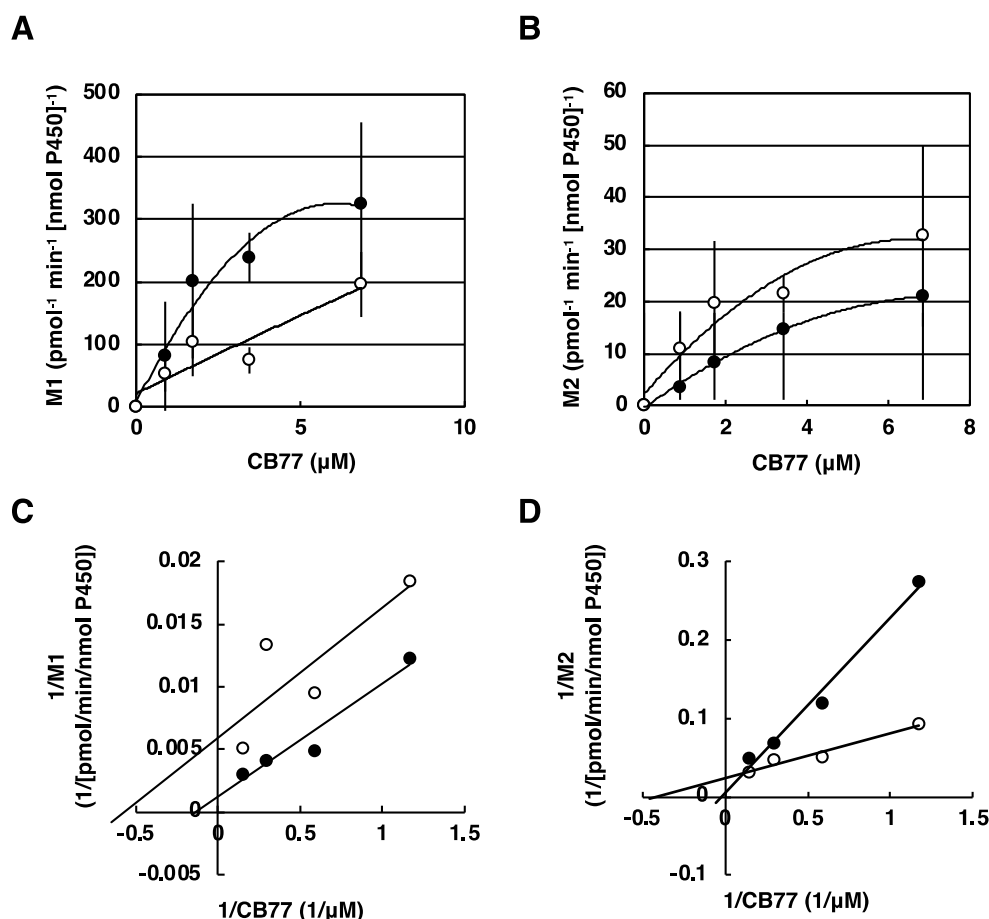 A
M1 (pmol⁻¹ min⁻¹ [nmol P450]⁻¹)
500
400
300
200
100
0
0 5 10
CB77 (µM)
B
M2 (pmol⁻¹ min⁻¹ [nmol P450]⁻¹)
60
50
40
30
20
10
0
0 2 4 6 8
CB77 (µM)
C
1/M1
(1/[pmol/min/nmol P450])
0.02
0.015
0.01
0.005
0
-0.5 0 0.5 1 1.5
-0.005
1/CB77 (1/µM)
D
1/M2
(1/[pmol/min/nmol P450])
0.3
0.2
0.1
0
-0.5 0 0.5 1 1.5
-0.1
1/CB77 (1/µM)